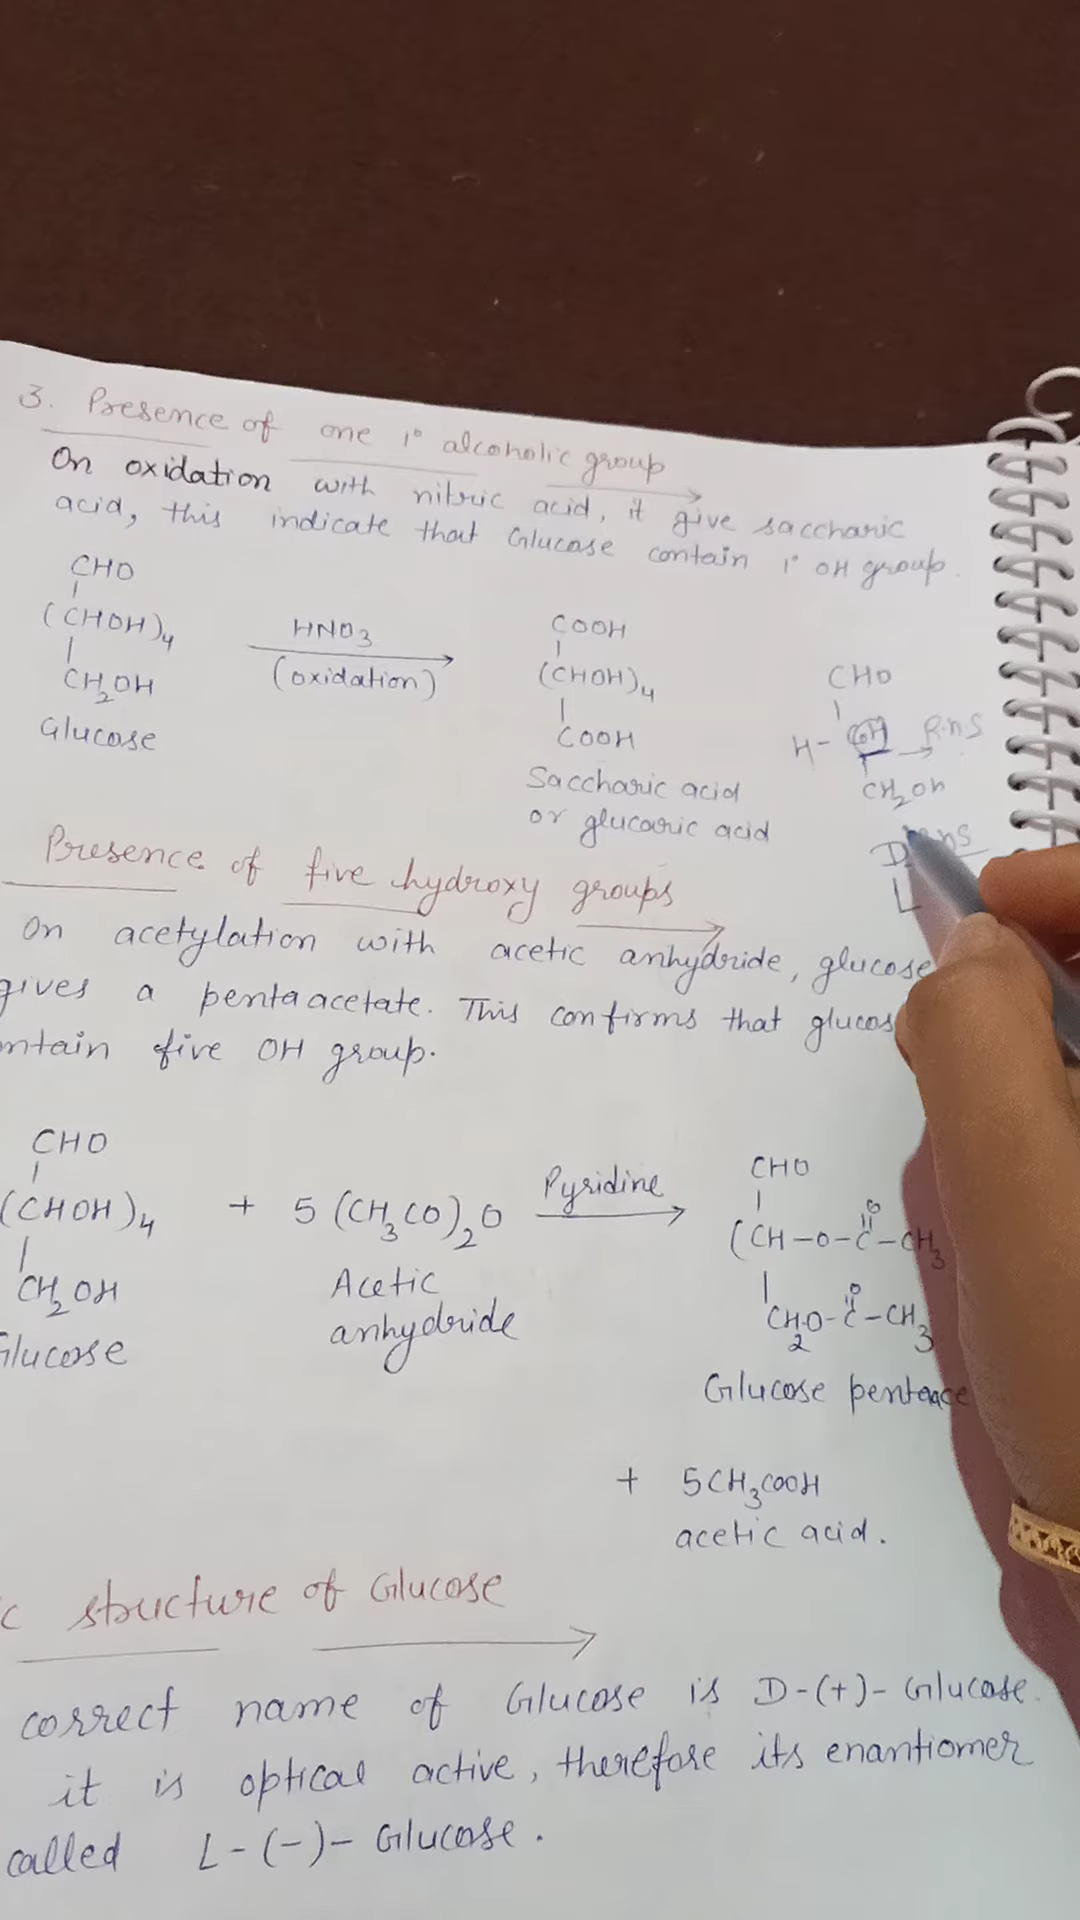 3. Presence of one 1° alcoholic group
On oxidation with nitric acid, it give saccharic
acid, this indicate that Glucose contain 1° OH group.
CHO
(CHOH)4
CH2OH
Glucose
HNO3
(oxidation)
COOH
(CHOH)4
COOH
Saccharic acid
or glucaric acid
CHO
H- OH → R.nS
CH2OH
D
L
Presence of five hydroxy groups
On acetylation with acetic anhydride, glucose
gives a pentaacetate. This confirms that glucos
ntain five OH group.
CHO
(CHOH)4
CH2OH
Glucose
+ 5 (CH3CO)2O
Acetic
anhydride
Pyridine
CHO
(CH-O-C-CH3
O
CH2O-C-CH3
O
Glucose pentaace
+ 5CH3COOH
acetic acid.
c structure of Glucose
correct name of Glucose is D-(+)-Glucose.
it is optical active, therefore its enantiomer
called L-(-)-Glucose.